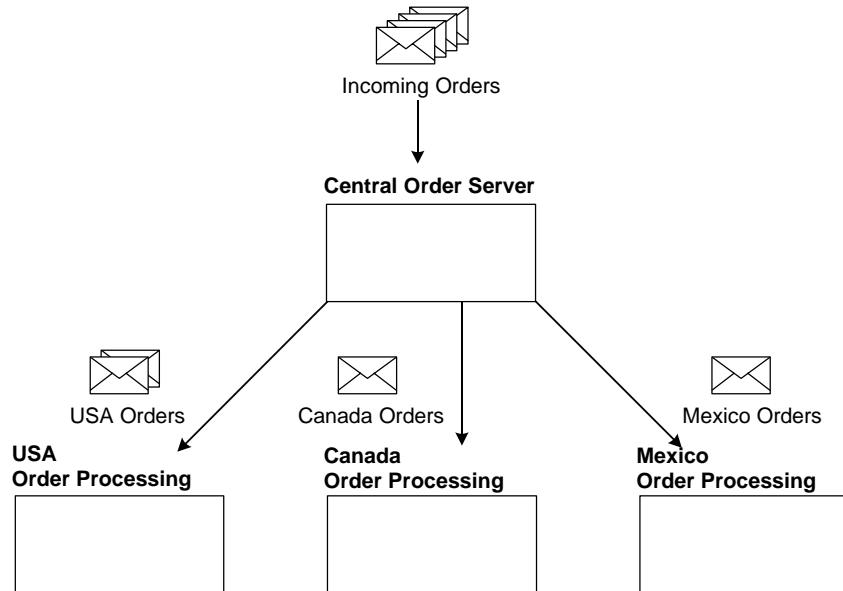 Incoming Orders
Central Order Server
USA Orders
Canada Orders
Mexico Orders
USA
Order Processing
Canada
Order Processing
Mexico
Order Processing